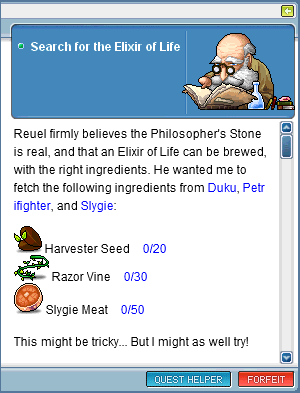 Search for the Elixir of Life
Reuel firmly believes the Philosopher's Stone
is real, and that an Elixir of Life can be brewed,
with the right ingredients. He wanted me to
fetch the following ingredients from Duku, Petr
ifighter, and Slygie:
Harvester Seed 0/20
Razor Vine 0/30
Slygie Meat 0/50
This might be tricky... But I might as well try!
QUEST HELPER FORFEIT